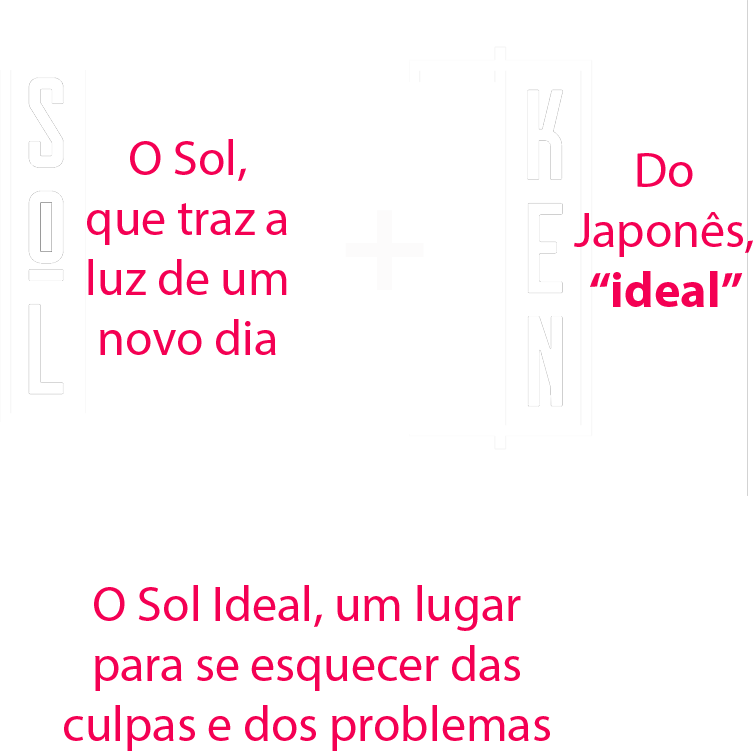 SOL
O Sol,
que traz a
luz de um
novo dia
+
KEN
Do
Japonês,
“ideal”
O Sol Ideal, um lugar
para se esquecer das
culpas e dos problemas